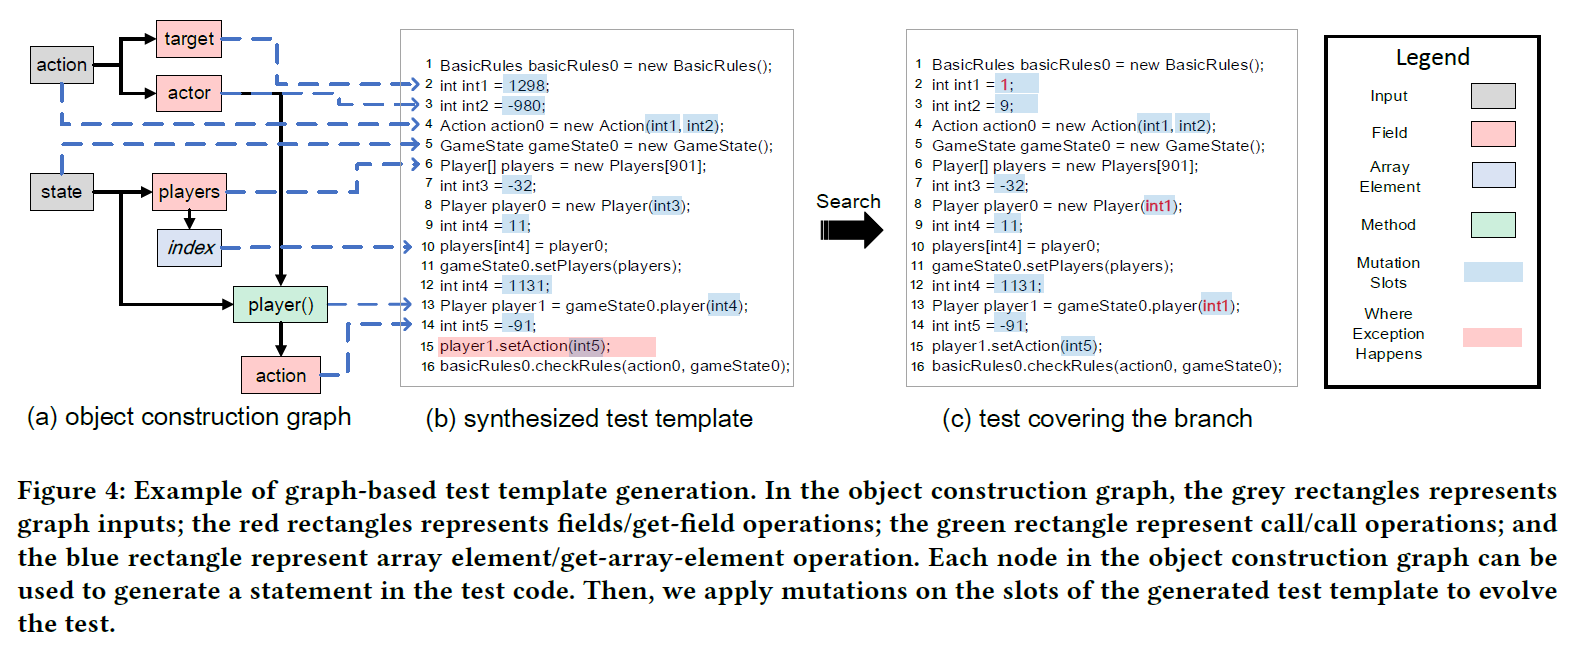 target
action
actor
state
players
index
player()
action
(a) object construction graph
1 BasicRules basicRules0 = new BasicRules();
2 int int1 = 1298;
3 int int2 = -980;
4 Action action0 = new Action(int1, int2);
5 GameState gameState0 = new GameState();
6 Player[] players = new Players[901];
7 int int3 = -32;
8 Player player0 = new Player(int3);
9 int int4 = 11;
10 players[int4] = player0;
11 gameState0.setPlayers(players);
12 int int4 = 1131;
13 Player player1 = gameState0.player(int4);
14 int int5 = -91;
15 player1.setAction(int5);
16 basicRules0.checkRules(action0, gameState0);
(b) synthesized test template
Search
1 BasicRules basicRules0 = new BasicRules();
2 int int1 = 1;
3 int int2 = 9;
4 Action action0 = new Action(int1, int2);
5 GameState gameState0 = new GameState();
6 Player[] players = new Players[901];
7 int int3 = -32;
8 Player player0 = new Player(int1);
9 int int4 = 11;
10 players[int4] = player0;
11 gameState0.setPlayers(players);
12 int int4 = 1131;
13 Player player1 = gameState0.player(int1);
14 int int5 = -91;
15 player1.setAction(int5);
16 basicRules0.checkRules(action0, gameState0);
(c) test covering the branch
Legend
Input
Field
Array
Element
Method
Mutation
Slots
Where
Exception
Happens
Figure 4: Example of graph-based test template generation. In the object construction graph, the grey rectangles represents
graph inputs; the red rectangles represents fields/get-field operations; the green rectangle represent call/call operations; and
the blue rectangle represent array element/get-array-element operation. Each node in the object construction graph can be
used to generate a statement in the test code. Then, we apply mutations on the slots of the generated test template to evolve
the test.